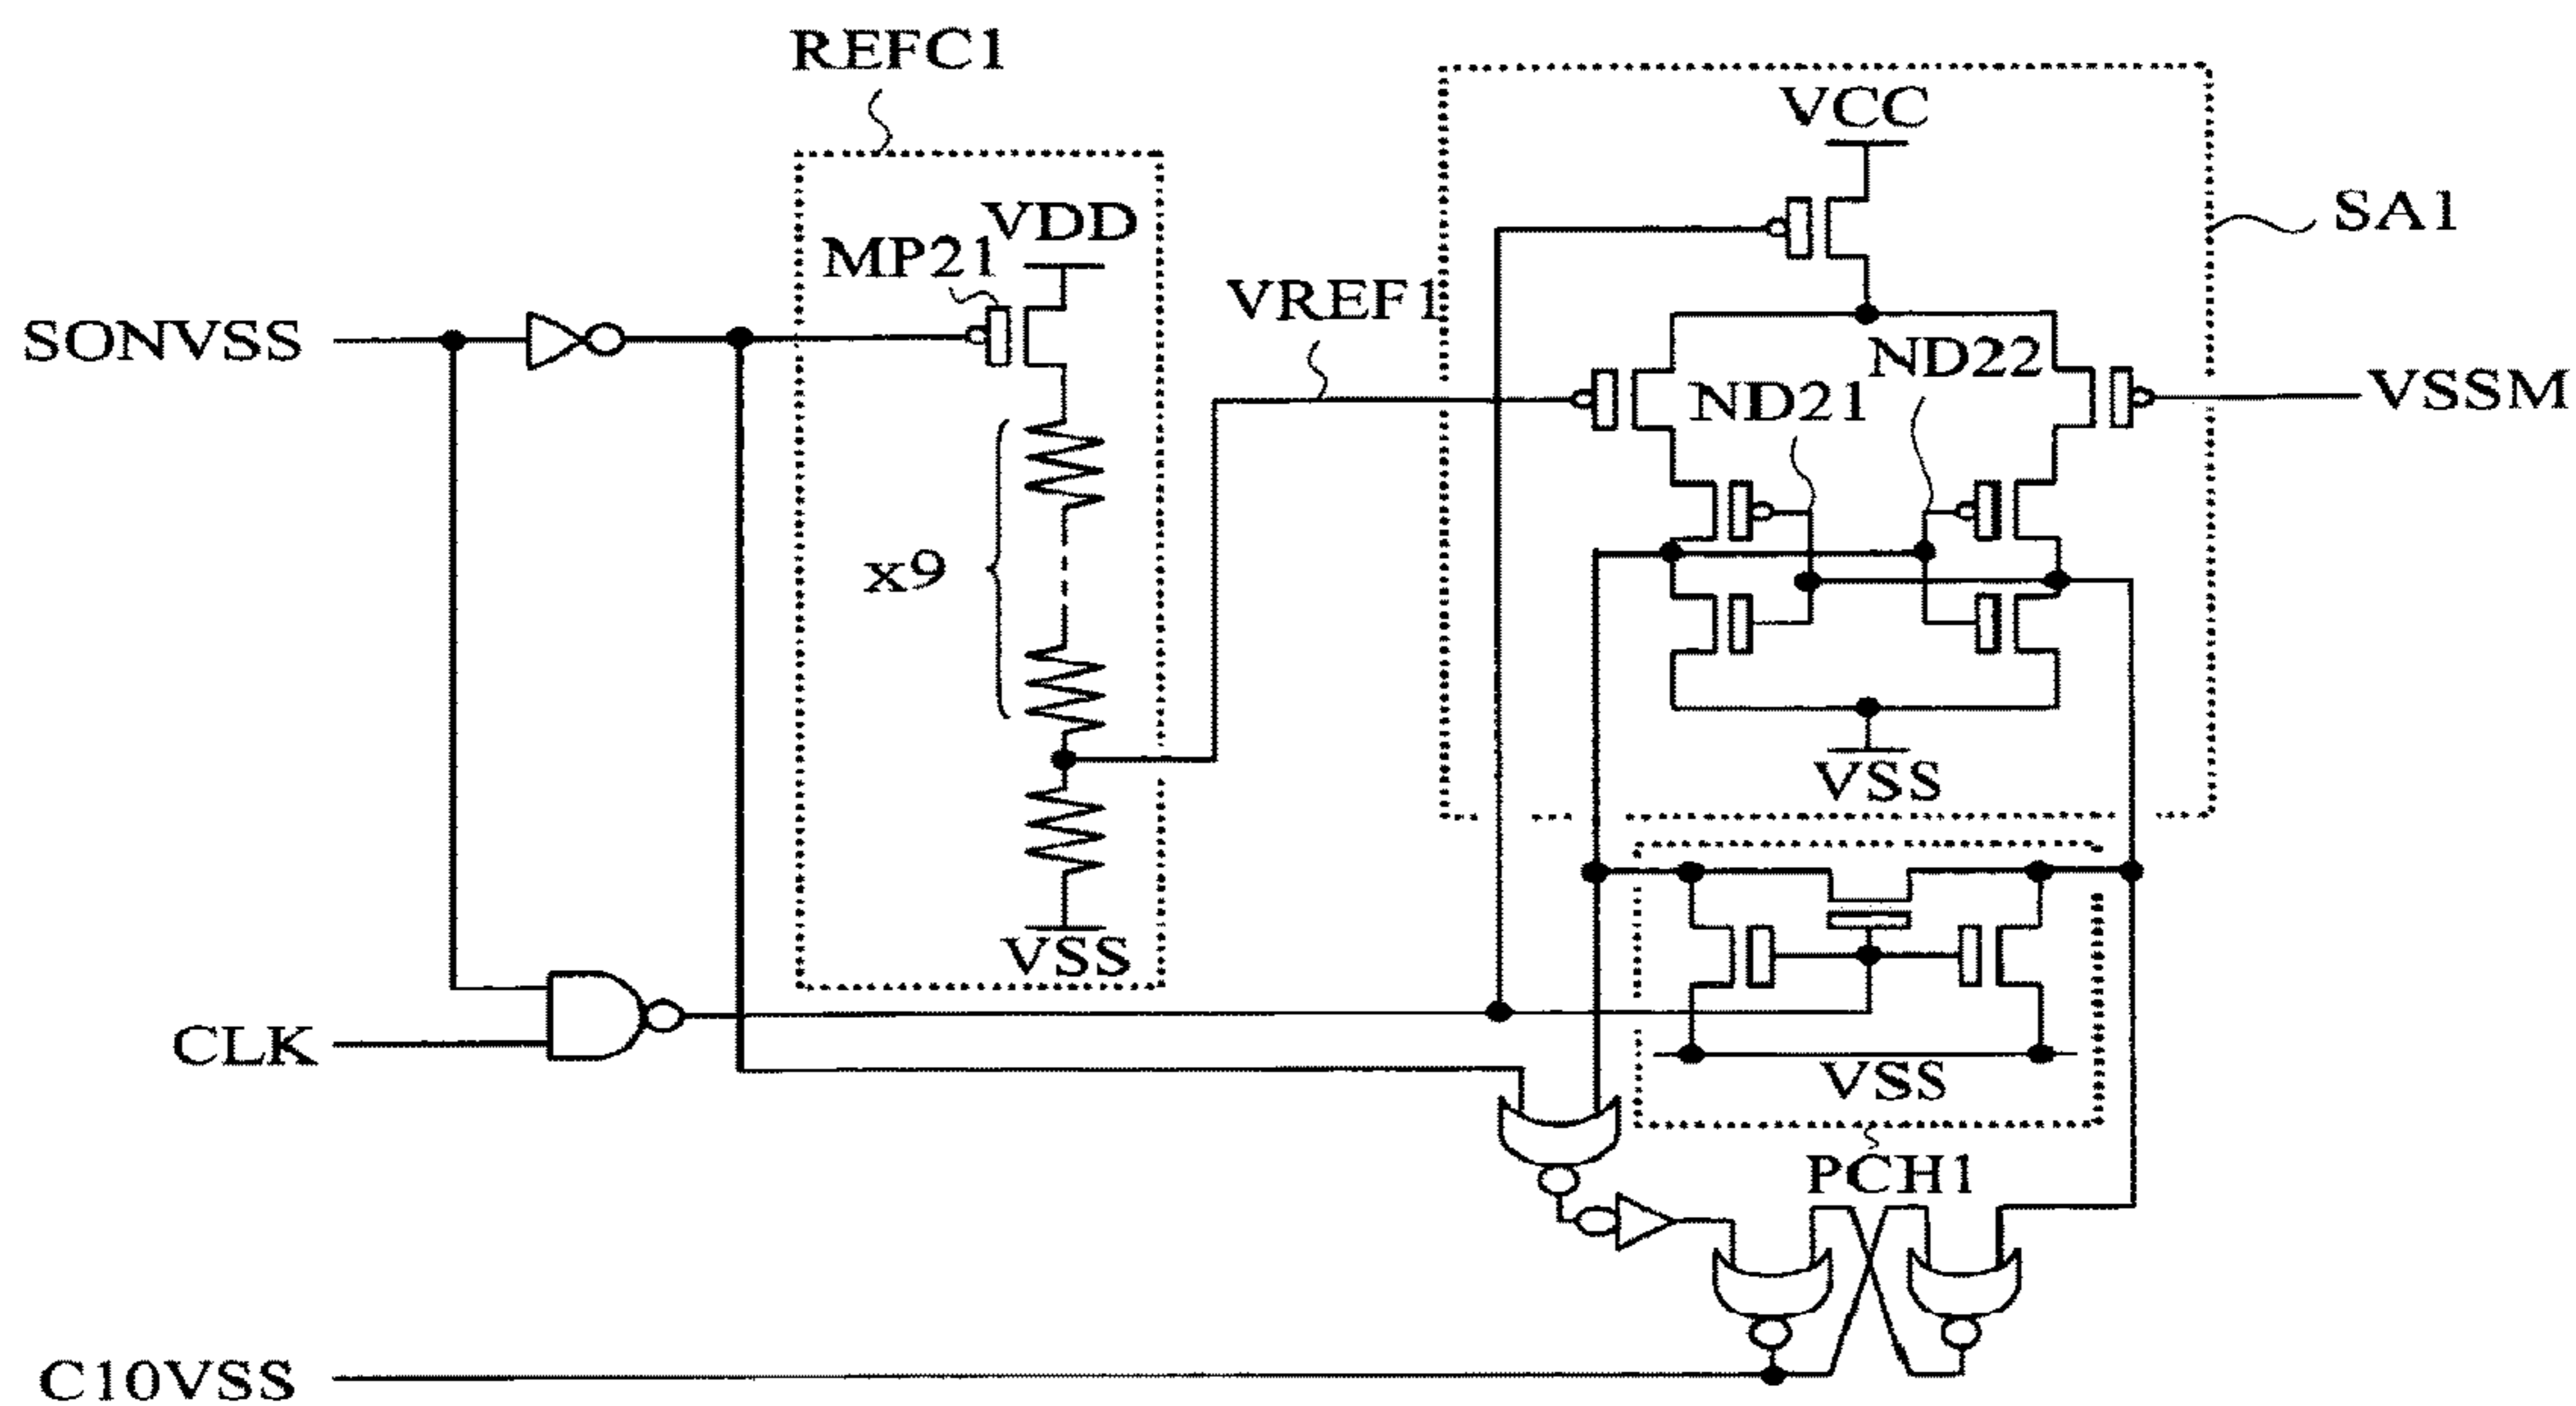 REFC1
VCC
SA1
VDD
MP21
VREF1
SONVSS
ND22
ND21
VSSM
x9
VSS
VSS
CLK
VSS
PCH1
C10VSS